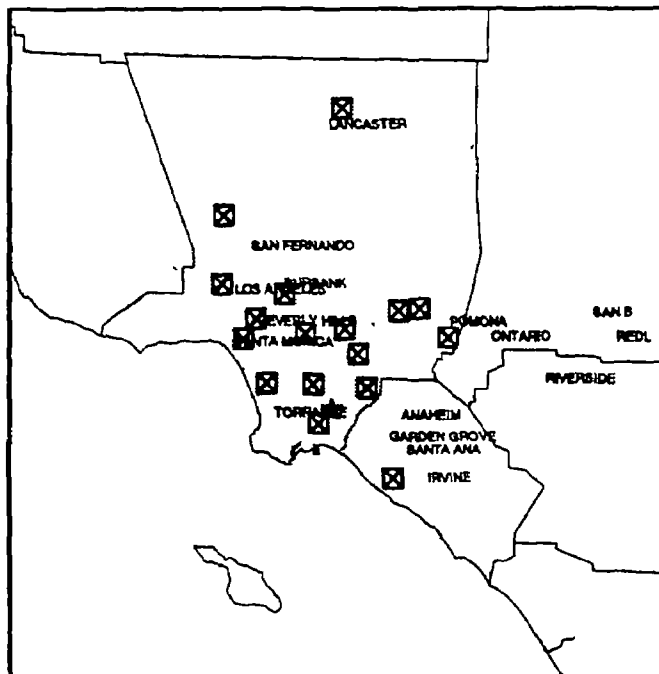 LANCASTER
SAN FERNANDO
BURBANK
LOS ANGELES
BEVERLY HILLS
SANTA MONICA
POMONA
ONTARIO
SAN B
REDL
RIVERSIDE
TORRANCE
ANAHEIM
GARDEN GROVE
SANTA ANA
IRVINE